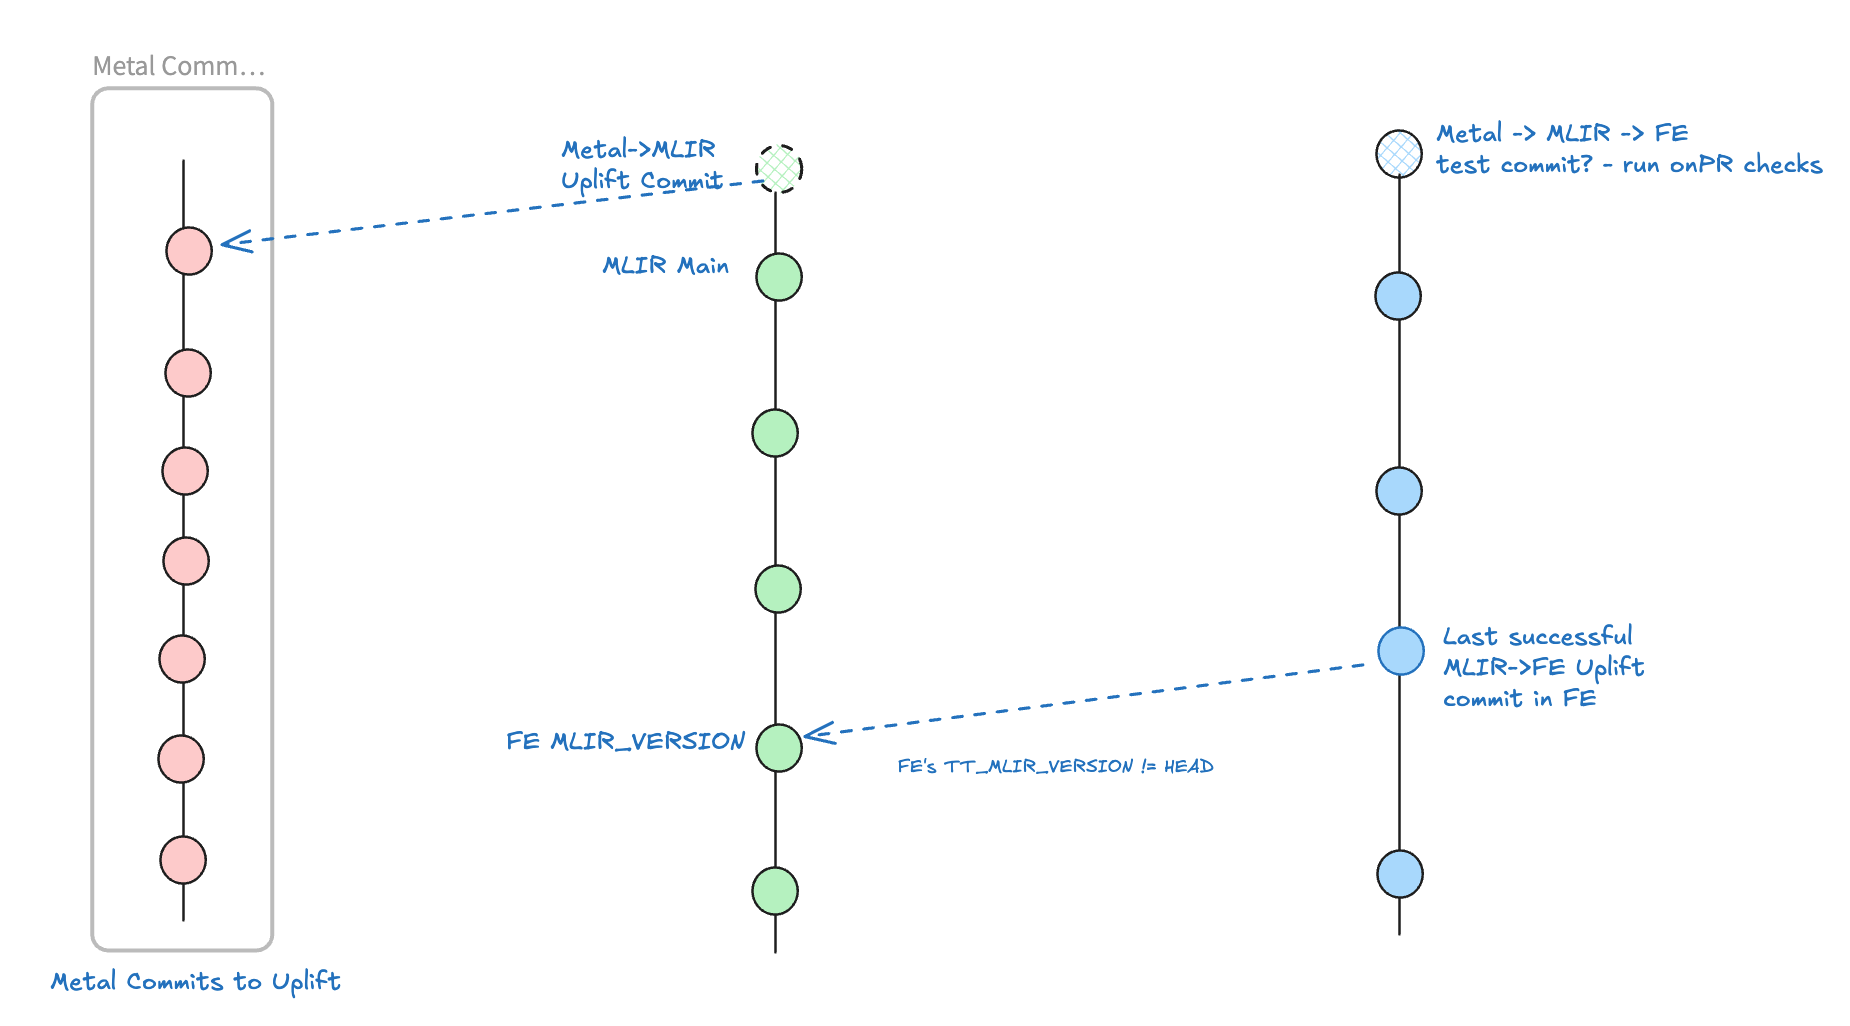 Metal Comm…
Metal->MLIR
Uplift Commit
MLIR Main
FE MLIR_VERSION
Metal -> MLIR -> FE
test commit? - run onPR checks
Last successful
MLIR->FE Uplift
commit in FE
FE's TT_MLIR_VERSION != HEAD
Metal Commits to Uplift